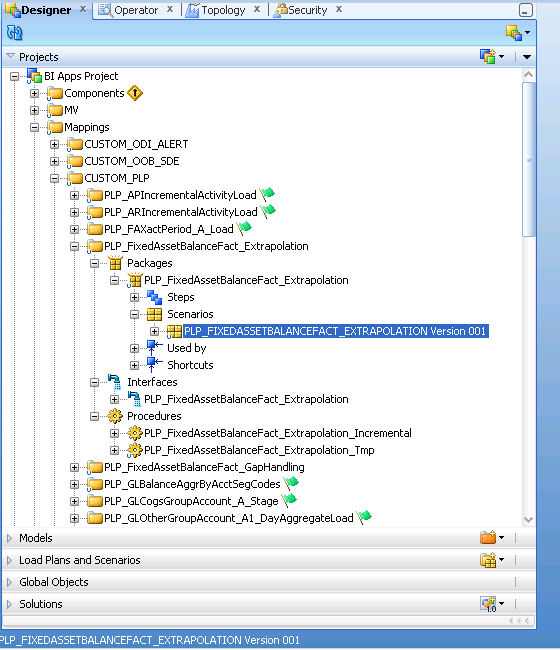 Designer x Operator x Topology x Security x
Projects
BI Apps Project
Components
MV
Mappings
CUSTOM_ODI_ALERT
CUSTOM_OOB_SDE
CUSTOM_PLP
PLP_APIncrementalActivityLoad
PLP_ARIncrementalActivityLoad
PLP_FAXactPeriod_A_Load
PLP_FixedAssetBalanceFact_Extrapolation
Packages
PLP_FixedAssetBalanceFact_Extrapolation
Steps
Scenarios
PLP_FIXEDASSETBALANCEFACT_EXTRAPOLATION Version 001
Used by
Shortcuts
Interfaces
PLP_FixedAssetBalanceFact_Extrapolation
Procedures
PLP_FixedAssetBalanceFact_Extrapolation_Incremental
PLP_FixedAssetBalanceFact_Extrapolation_Tmp
PLP_FixedAssetBalanceFact_GapHandling
PLP_GLBalanceAggrByAcctSegCodes
PLP_GLCogsGroupAccount_A_Stage
PLP_GLOtherGroupAccount_A1_DayAggregateLoad
Models
Load Plans and Scenarios
Global Objects
Solutions
1.0
PLP_FIXEDASSETBALANCEFACT_EXTRAPOLATION Version 001